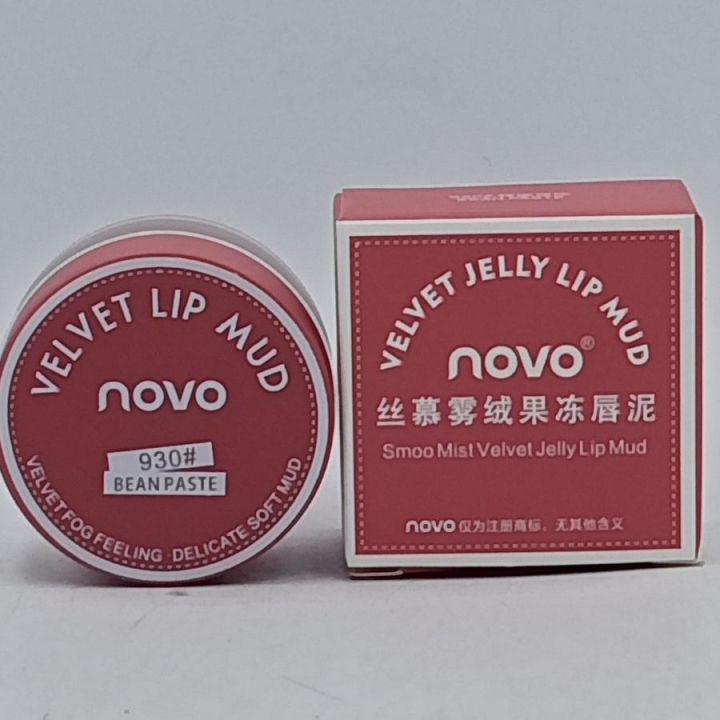 VELVET LIP MUD
novo
930#
BEAN PASTE
VELVET FOG FEELING DELICATE SOFT MUD
VELVET JELLY LIP MUD
novo®
丝慕雾绒果冻唇泥
Smoo Mist Velvet Jelly Lip Mud
novo 仅为注册商标，无其他含义